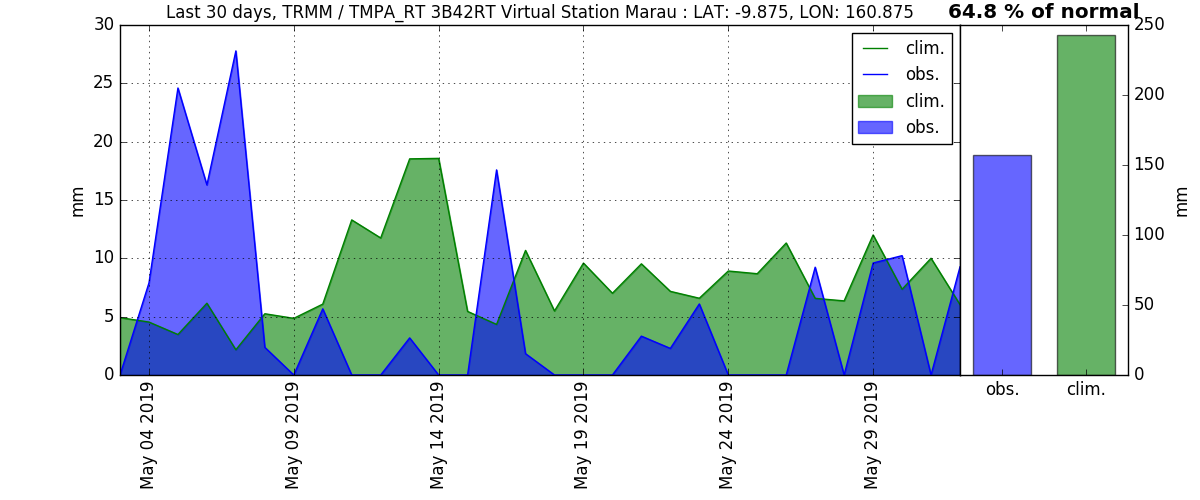 Last 30 days, TRMM / TMPA_RT 3B42RT Virtual Station Marau : LAT: -9.875, LON: 160.875
64.8 % of normal
30
25
20
15
10
5
0
mm
clim.
obs.
clim.
obs.
250
200
150
100
50
0
mm
obs.
clim.
May 04 2019
May 09 2019
May 14 2019
May 19 2019
May 24 2019
May 29 2019